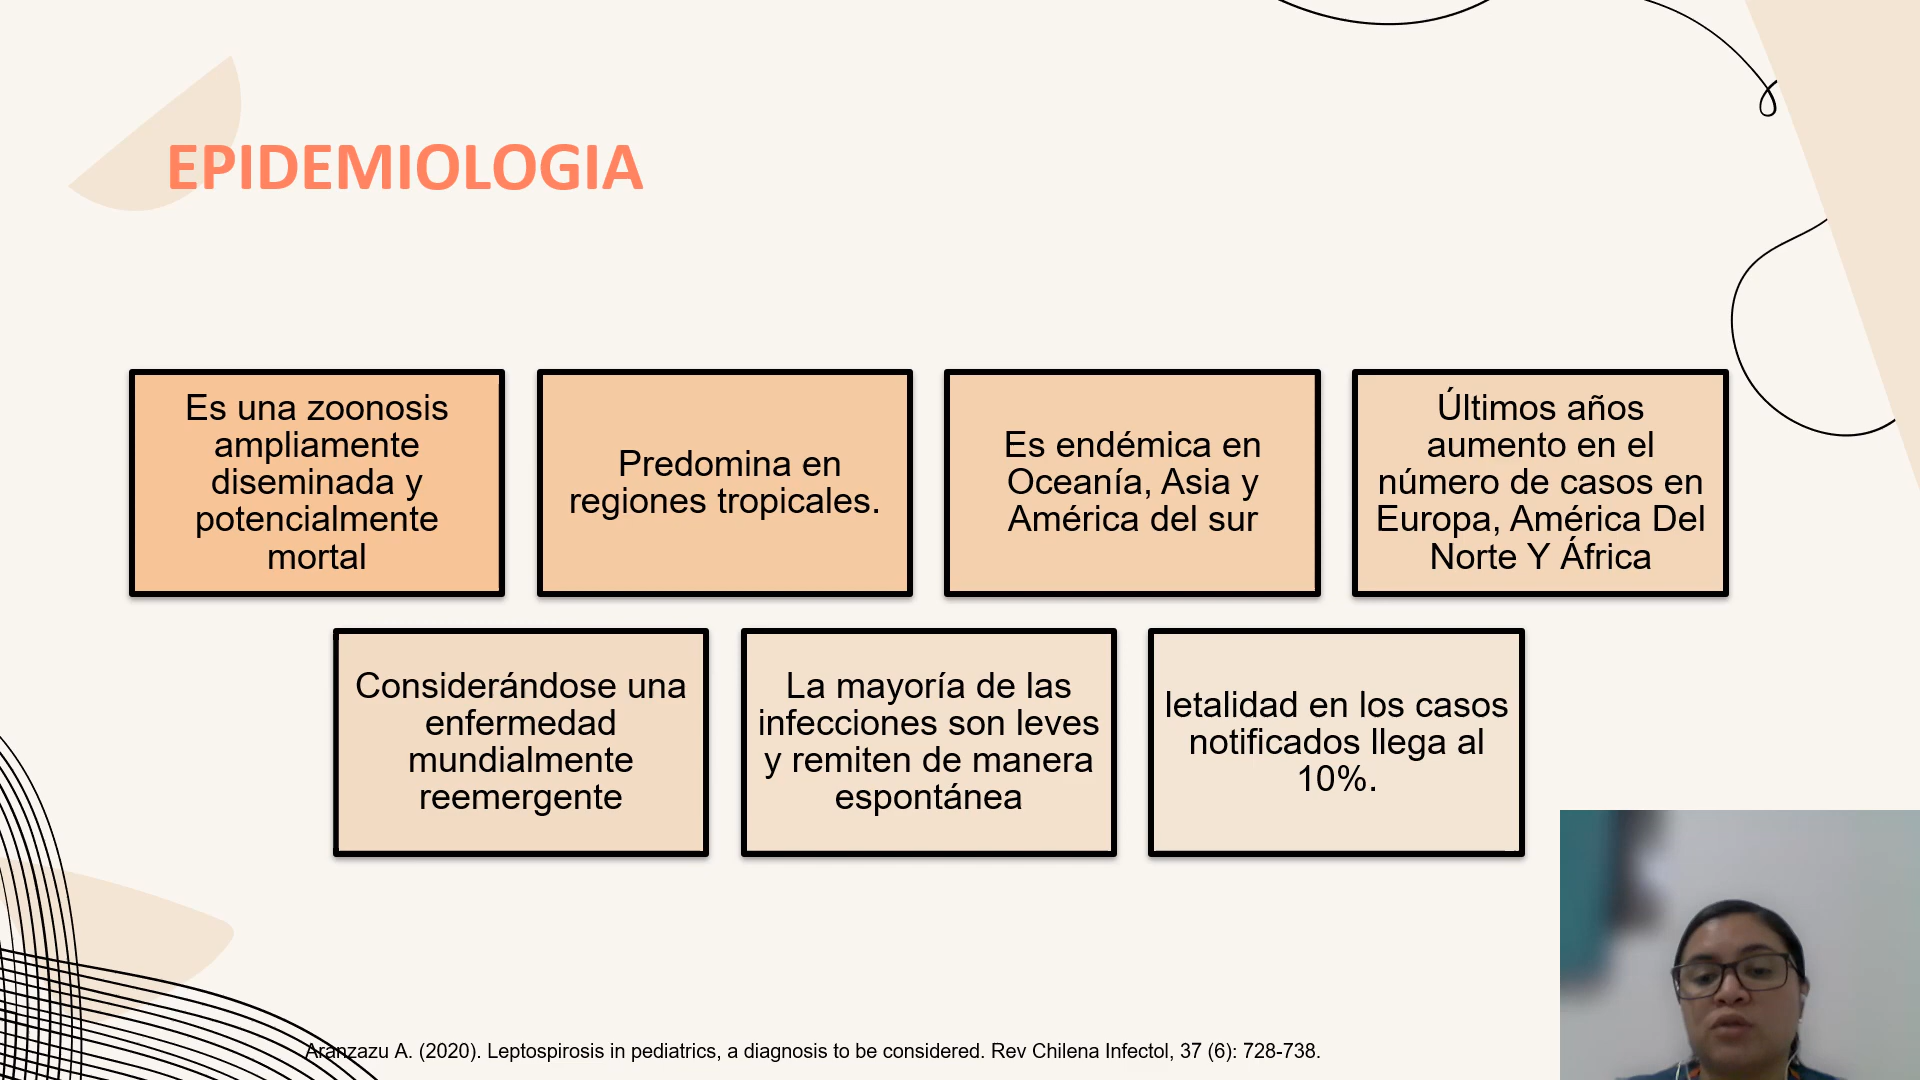 EPIDEMIOLOGIA
Es una zoonosis
ampliamente
diseminada y
potencialmente
mortal
Predomina en
regiones tropicales.
Es endémica en
Oceanía, Asia y
América del sur
Últimos años
aumento en el
número de casos en
Europa, América Del
Norte Y África
Considerándose una
enfermedad
mundialmente
reemergente
La mayoría de las
infecciones son leves
y remiten de manera
espontánea
letalidad en los casos
notificados llega al
10%.
Aranzazu A. (2020). Leptospirosis in pediatrics, a diagnosis to be considered. Rev Chilena Infectol, 37 (6): 728-738.